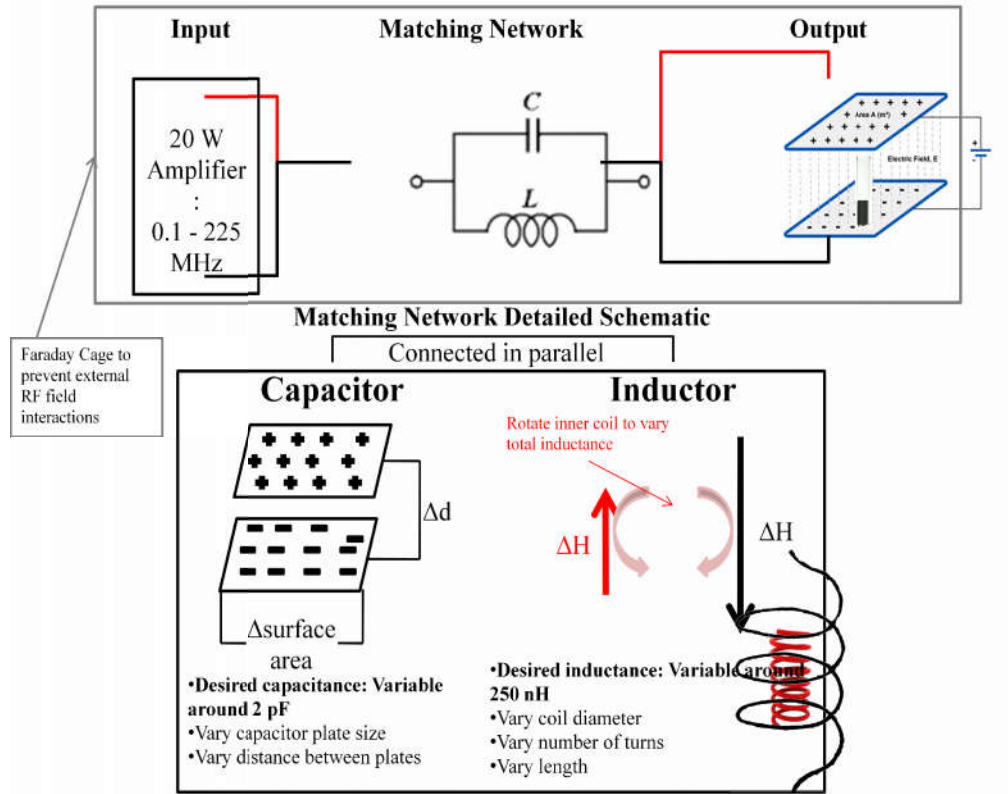 Input
Matching Network
Output
20 W
Amplifier
:
0.1 - 225
MHz
C
L
+ + + + +
+ Area A (m²) +
+ + + + +
+ + + +
Electric Field, E
- - - -
- - -
- - - -
+
-
Matching Network Detailed Schematic
Connected in parallel
Faraday Cage to
prevent external
RF field
interactions
Capacitor
Δd
Δsurface
area
•Desired capacitance: Variable
around 2 pF
•Vary capacitor plate size
•Vary distance between plates
Inductor
Rotate inner coil to vary
total inductance
ΔH
ΔH
•Desired inductance: Variable around
250 nH
•Vary coil diameter
•Vary number of turns
•Vary length